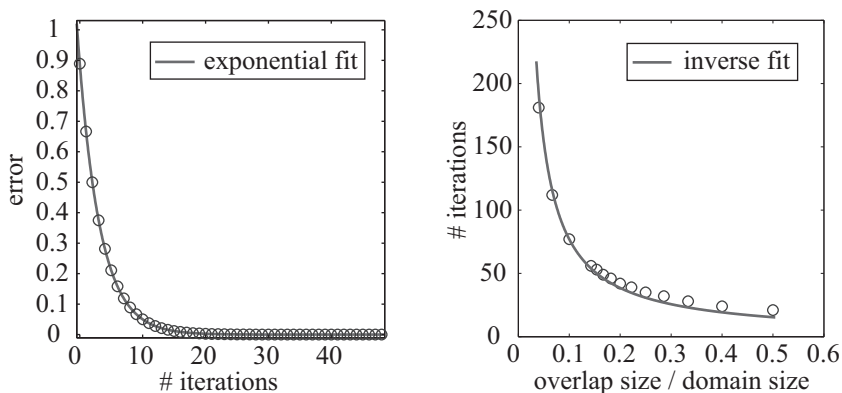 1
0.9
0.8
0.7
0.6
0.5
0.4
0.3
0.2
0.1
0
error
exponential fit
0 10 20 30 40
# iterations
250
200
150
100
50
0
# iterations
inverse fit
0 0.1 0.2 0.3 0.4 0.5 0.6
overlap size / domain size